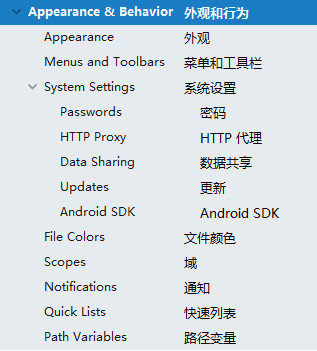 Appearance & Behavior 外观和行为
Appearance 外观
Menus and Toolbars 菜单和工具栏
System Settings 系统设置
Passwords 密码
HTTP Proxy HTTP 代理
Data Sharing 数据共享
Updates 更新
Android SDK Android SDK
File Colors 文件颜色
Scopes 域
Notifications 通知
Quick Lists 快速列表
Path Variables 路径变量